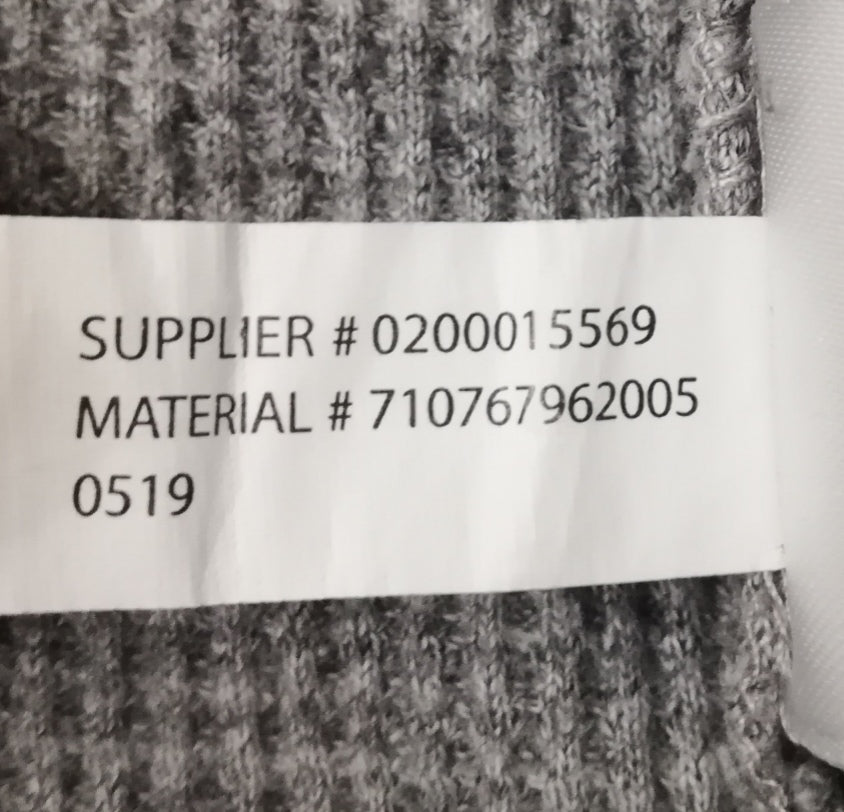 SUPPLIER # 0200015569
MATERIAL # 710767962005
0519